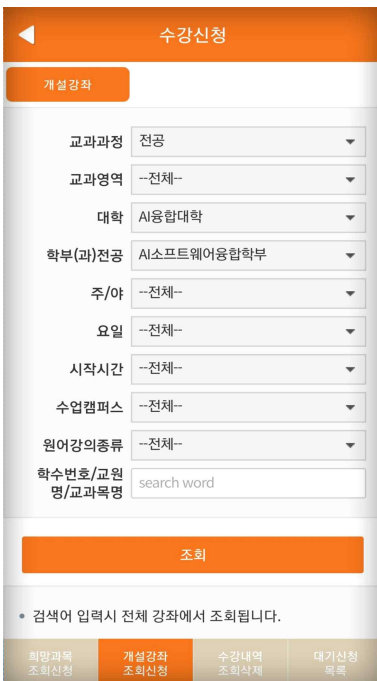 수강신청
개설강좌
교과과정 전공
교과영역 --전체--
대학 AI융합대학
학부(과)전공 AI소프트웨어융합학부
주/야 --전체--
요일 --전체--
시작시간 --전체--
수업캠퍼스 --전체--
원어강의종류 --전체--
학수번호/교원
명/교과목명 search word
조회
• 검색어 입력시 전체 강좌에서 조회됩니다.
희망과목 개설강좌 수강내역 대기신청
조회신청 조회신청 조회삭제 목록